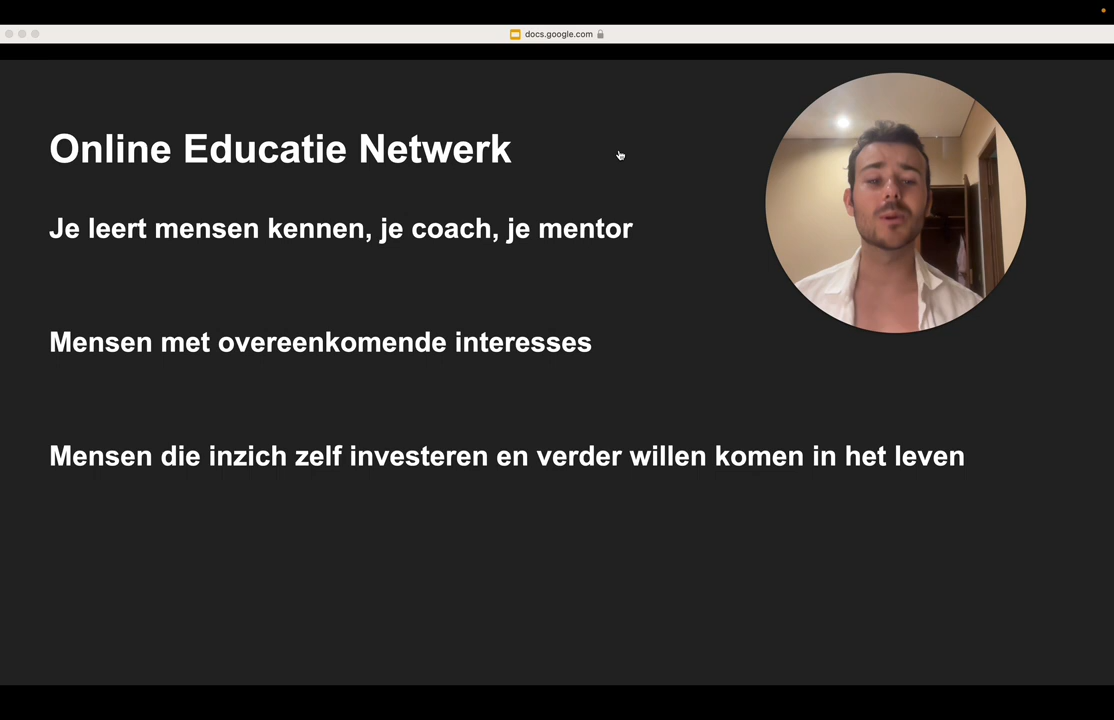 docs.google.com
Online Educatie Netwerk
Je leert mensen kennen, je coach, je mentor
Mensen met overeenkomende interesses
Mensen die inzich zelf investeren en verder willen komen in het leven